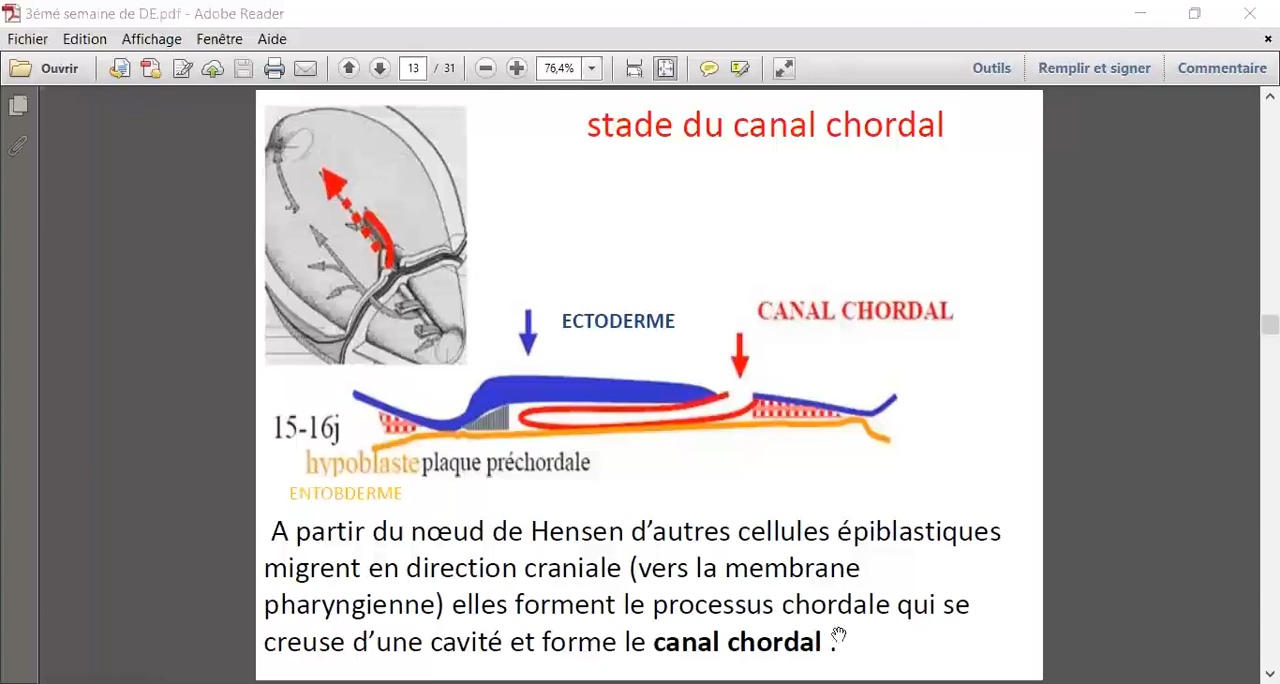 3émé semaine de DE.pdf - Adobe Reader
Fichier Edition Affichage Fenêtre Aide
Ouvrir 13 / 31 76,4% Outils Remplir et signer Commentaire
stade du canal chordal
CANAL CHORDAL
ECTODERME
15-16j
hypoblaste plaque préchordale
ENTOBDERME
A partir du nœud de Hensen d’autres cellules épiblastiques
migrent en direction craniale (vers la membrane
pharyngienne) elles forment le processus chordale qui se
creuse d’une cavité et forme le canal chordal .